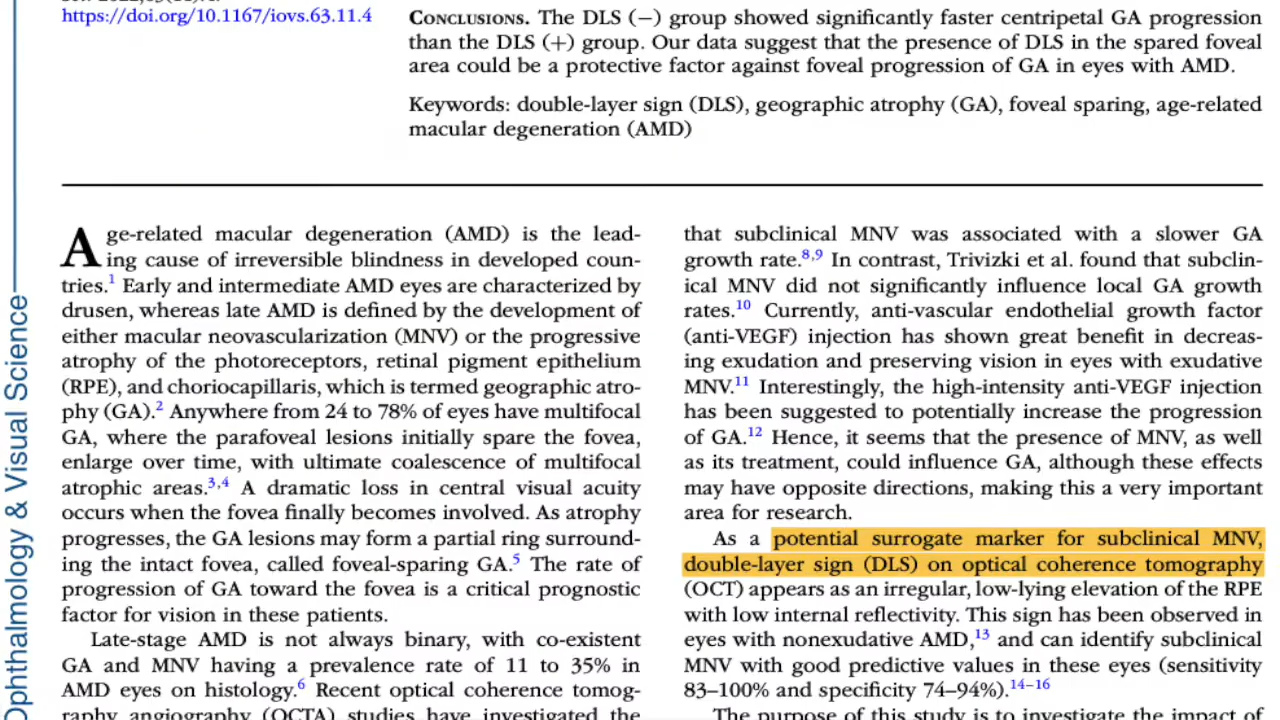 https://doi.org/10.1167/iovs.63.11.4
CONCLUSIONS. The DLS (−) group showed significantly faster centripetal GA progression
than the DLS (+) group. Our data suggest that the presence of DLS in the spared foveal
area could be a protective factor against foveal progression of GA in eyes with AMD.
Keywords: double-layer sign (DLS), geographic atrophy (GA), foveal sparing, age-related
macular degeneration (AMD)
Ophthalmology & Visual Science
Age-related macular degeneration (AMD) is the lead-
ing cause of irreversible blindness in developed coun-
tries.1 Early and intermediate AMD eyes are characterized by
drusen, whereas late AMD is defined by the development of
either macular neovascularization (MNV) or the progressive
atrophy of the photoreceptors, retinal pigment epithelium
(RPE), and choriocapillaris, which is termed geographic atro-
phy (GA).2 Anywhere from 24 to 78% of eyes have multifocal
GA, where the parafoveal lesions initially spare the fovea,
enlarge over time, with ultimate coalescence of multifocal
atrophic areas.3,4 A dramatic loss in central visual acuity
occurs when the fovea finally becomes involved. As atrophy
progresses, the GA lesions may form a partial ring surround-
ing the intact fovea, called foveal-sparing GA.5 The rate of
progression of GA toward the fovea is a critical prognostic
factor for vision in these patients.
Late-stage AMD is not always binary, with co-existent
GA and MNV having a prevalence rate of 11 to 35% in
AMD eyes on histology.6 Recent optical coherence tomog-
raphy angiography (OCTA) studies have investigated the
that subclinical MNV was associated with a slower GA
growth rate.8,9 In contrast, Trivizki et al. found that subclin-
ical MNV did not significantly influence local GA growth
rates.10 Currently, anti-vascular endothelial growth factor
(anti-VEGF) injection has shown great benefit in decreas-
ing exudation and preserving vision in eyes with exudative
MNV.11 Interestingly, the high-intensity anti-VEGF injection
has been suggested to potentially increase the progression
of GA.12 Hence, it seems that the presence of MNV, as well
as its treatment, could influence GA, although these effects
may have opposite directions, making this a very important
area for research.
As a potential surrogate marker for subclinical MNV,
double-layer sign (DLS) on optical coherence tomography
(OCT) appears as an irregular, low-lying elevation of the RPE
with low internal reflectivity. This sign has been observed in
eyes with nonexudative AMD,13 and can identify subclinical
MNV with good predictive values in these eyes (sensitivity
83–100% and specificity 74–94%).14–16
The purpose of this study is to investigate the impact of